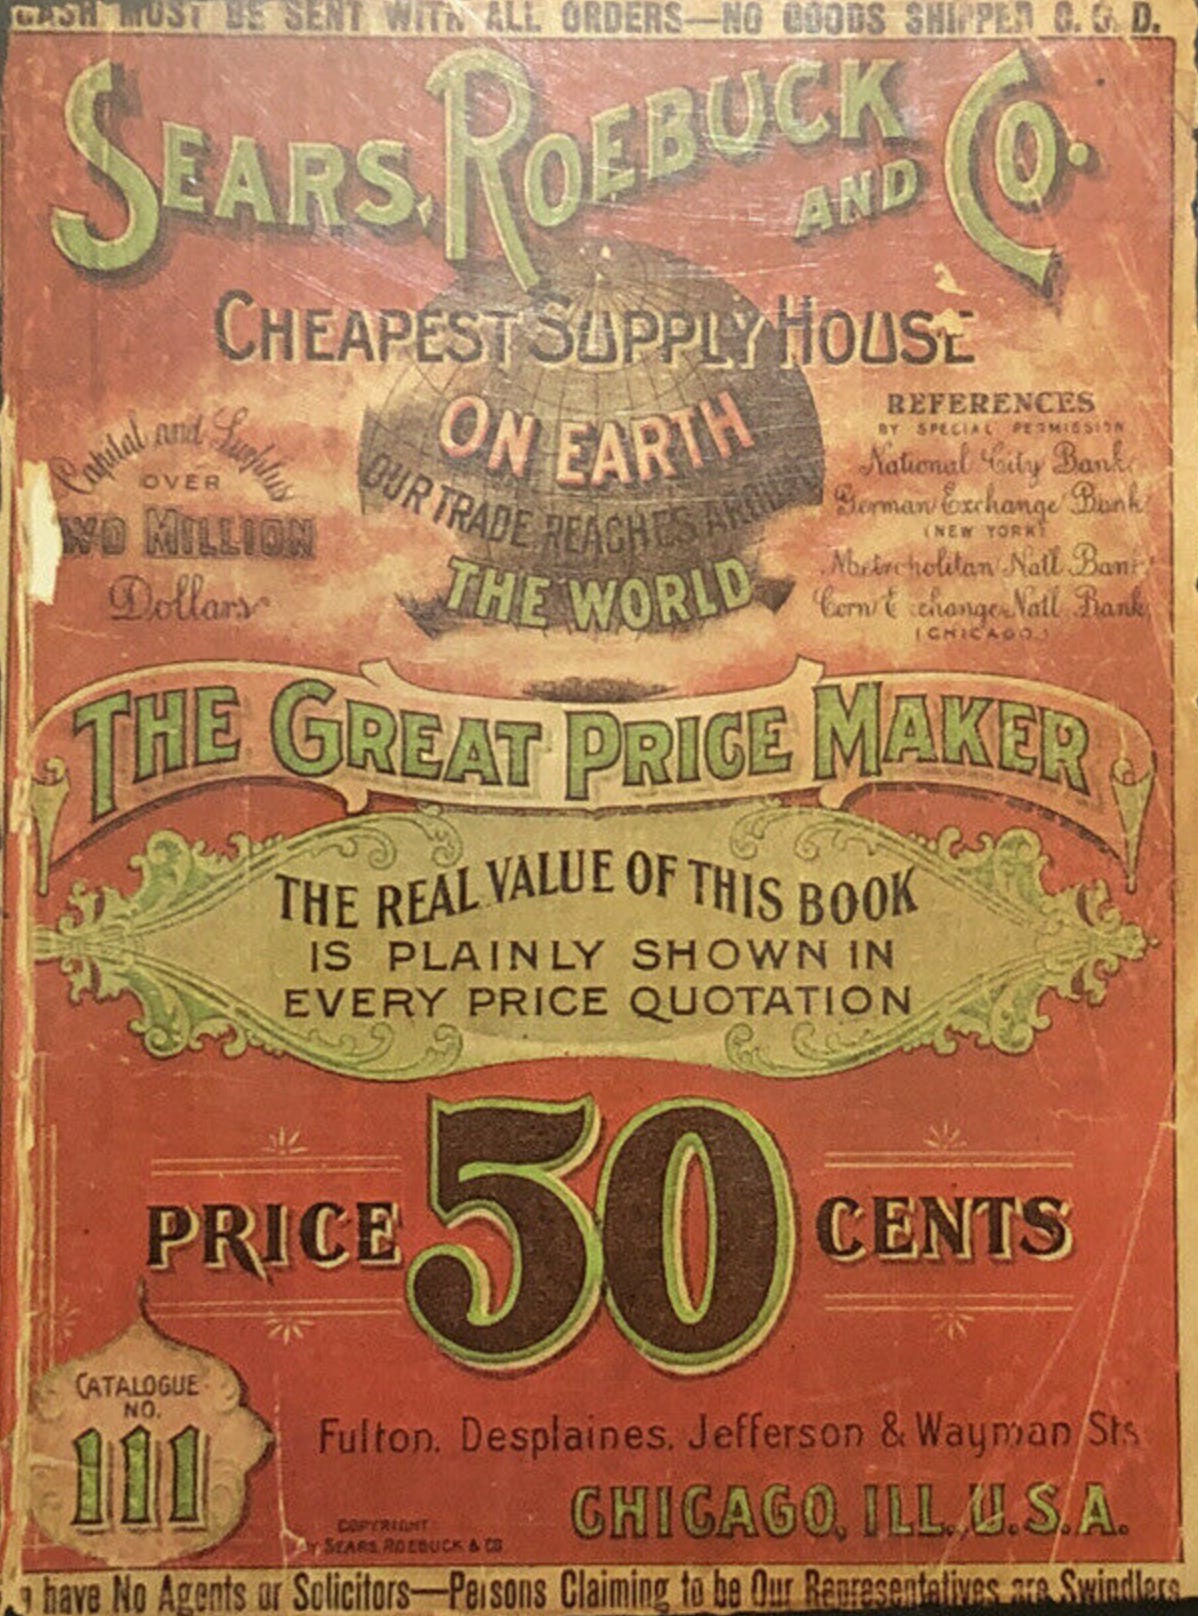 CASH MUST BE SENT WITH ALL ORDERS—NO GOODS SHIPPED C. O. D.
SEARS, ROEBUCK AND CO.
CHEAPEST SUPPLY HOUSE
ON EARTH
OUR TRADE REACHES AROUND
THE WORLD
Capital and Surplus
OVER
TWO MILLION
Dollars
REFERENCES
BY SPECIAL PERMISSION
National City Bank
German Exchange Bank
(NEW YORK)
Metropholitan Natl. Bank
Corn Exchange Natl. Bank
(CHICAGO.)
THE GREAT PRICE MAKER
THE REAL VALUE OF THIS BOOK
IS PLAINLY SHOWN IN
EVERY PRICE QUOTATION
PRICE 50 CENTS
CATALOGUE
NO.
111
Fulton, Desplaines, Jefferson & Wayman Sts
CHICAGO, ILL., U.S.A.
COPYRIGHT
BY SEARS, ROEBUCK & CO
have No Agents or Solicitors—Persons Claiming to be Our Representatives are Swindlers